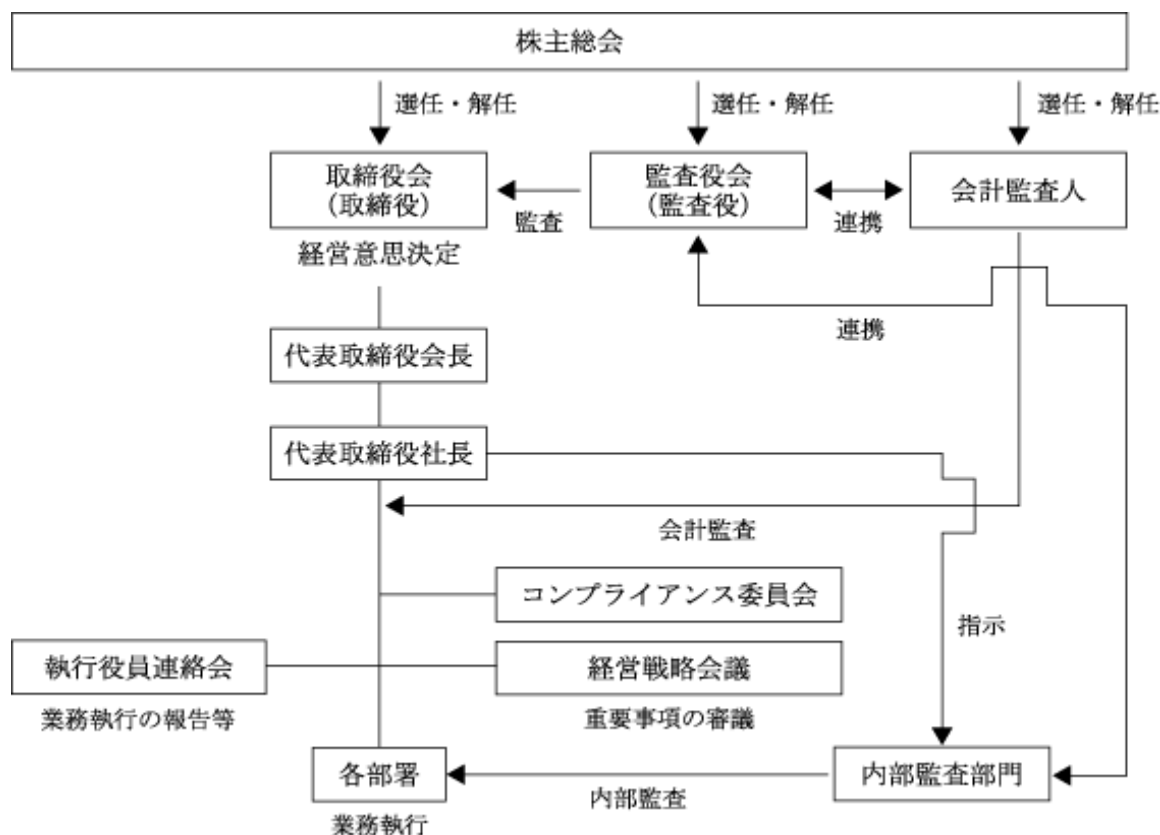 株主総会
選任・解任
選任・解任
選任・解任
取締役会
(取締役)
監査
監査役会
(監査役)
連携
会計監査人
経営意思決定
連携
代表取締役会長
代表取締役社長
会計監査
コンプライアンス委員会
指示
執行役員連絡会
経営戦略会議
業務執行の報告等
重要事項の審議
各部署
内部監査
内部監査部門
業務執行